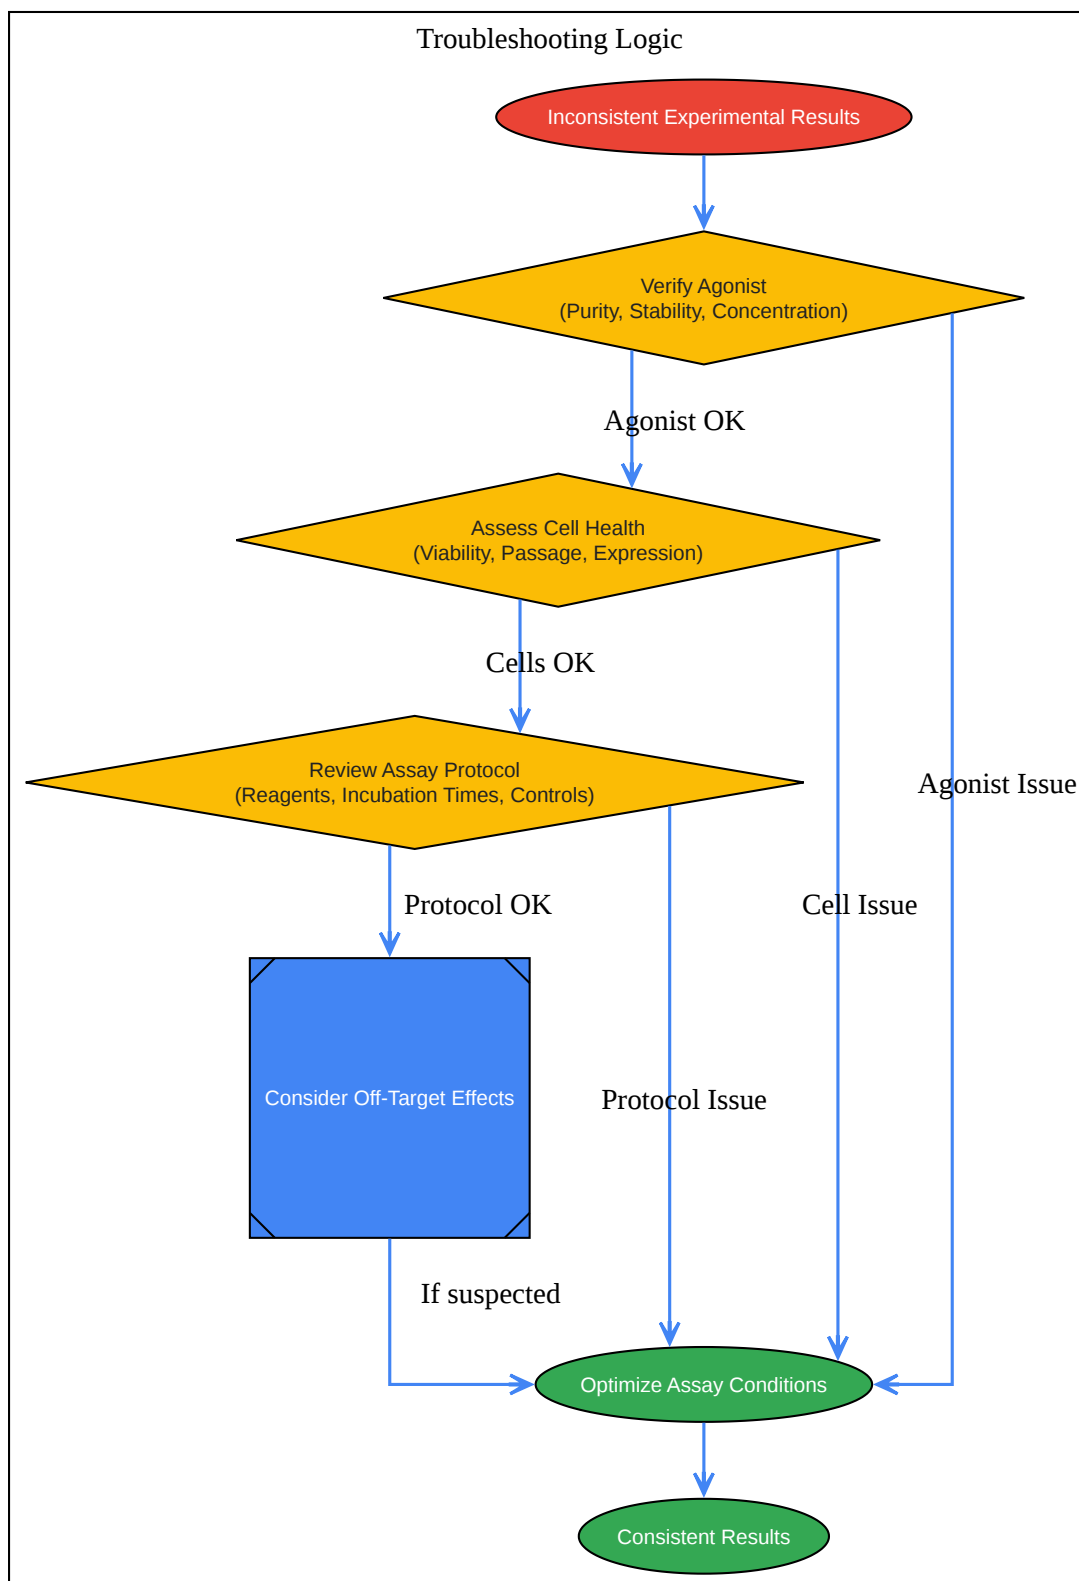 Troubleshooting Logic
Inconsistent Experimental Results
Verify Agonist
(Purity, Stability, Concentration)
Agonist OK
Assess Cell Health
(Viability, Passage, Expression)
Cells OK
Review Assay Protocol
(Reagents, Incubation Times, Controls)
Agonist Issue
Protocol OK
Cell Issue
Consider Off-Target Effects
Protocol Issue
If suspected
Optimize Assay Conditions
Consistent Results